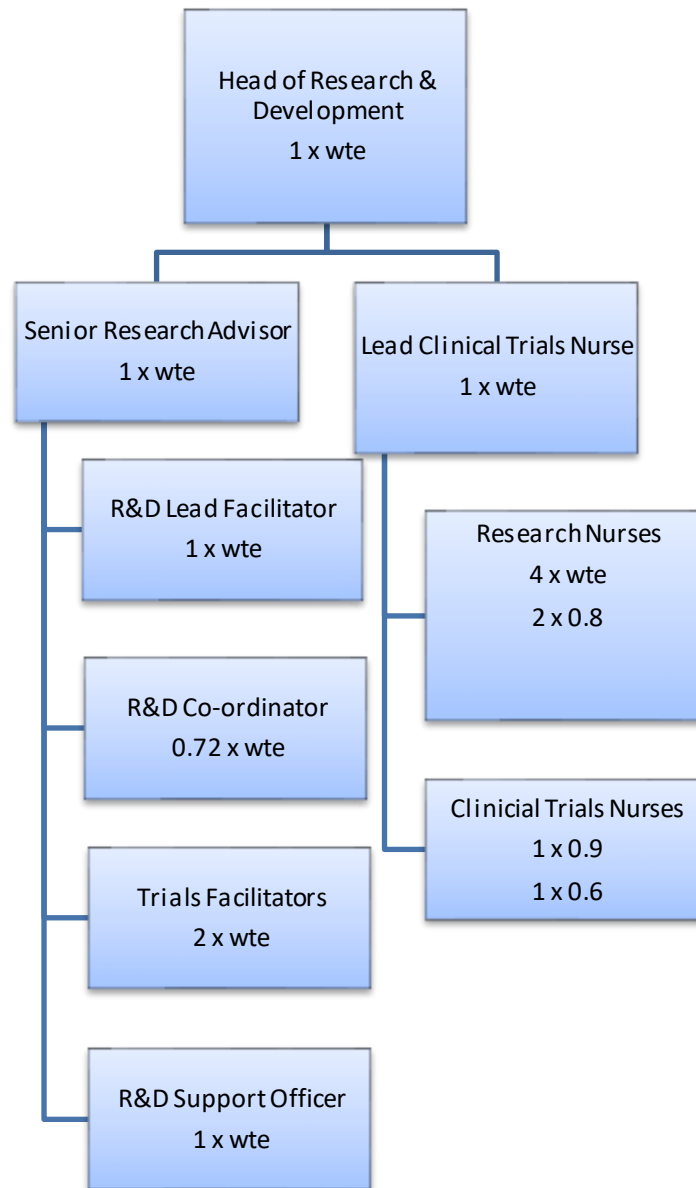 Head of Research &
Development
1 x wte
Senior Research Advisor
1 x wte
Lead Clinical Trials Nurse
1 x wte
R&D Lead Facilitator
1 x wte
R&D Co-ordinator
0.72 x wte
Trials Facilitators
2 x wte
R&D Support Officer
1 x wte
Research Nurses
4 x wte
2 x 0.8
Clinicial Trials Nurses
1 x 0.9
1 x 0.6